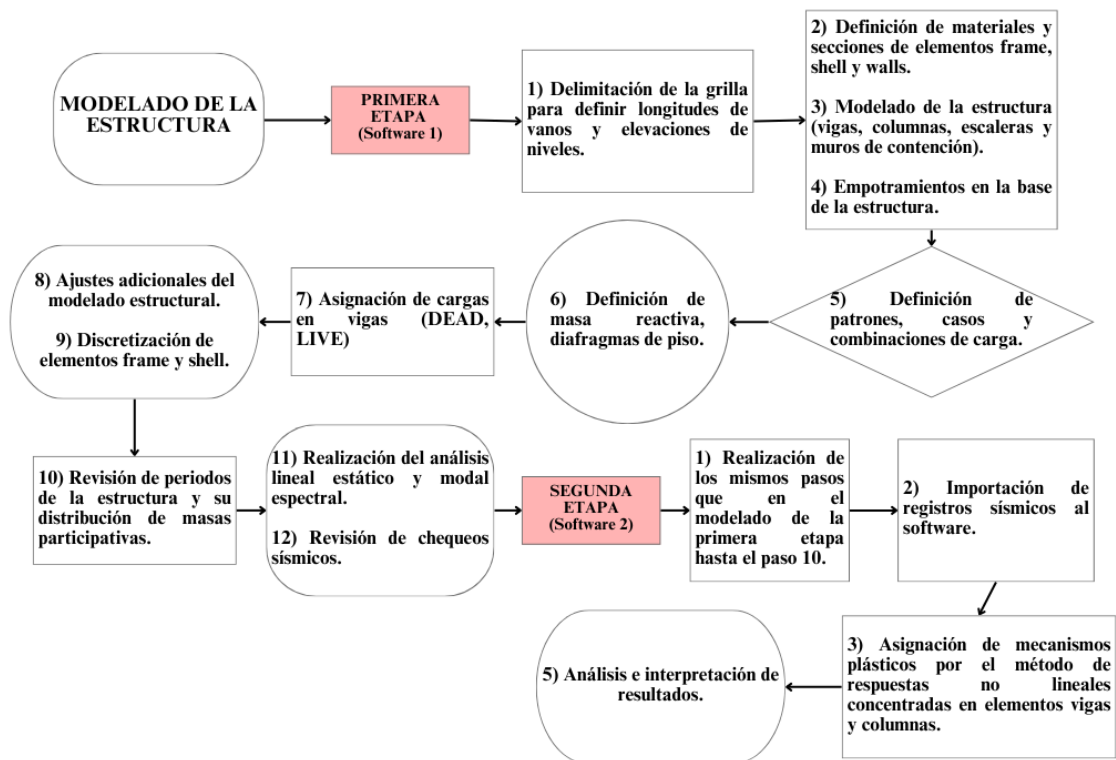 MODELADO DE LA
ESTRUCTURA
PRIMERA
ETAPA
(Software 1)
1) Delimitación de la grilla
para definir longitudes de
vanos y elevaciones de
niveles.
2) Definición de materiales y
secciones de elementos frame,
shell y walls.
3) Modelado de la estructura
(vigas, columnas, escaleras y
muros de contención).
4) Empotramientos en la base
de la estructura.
5) Definición de
patrones, casos y
combinaciones de carga.
6) Definición de
masa reactiva,
diafragmas de piso.
7) Asignación de cargas
en vigas (DEAD,
LIVE)
8) Ajustes adicionales del
modelado estructural.
9) Discretización de
elementos frame y shell.
10) Revisión de periodos
de la estructura y su
distribución de masas
participativas.
11) Realización del análisis
lineal estático y modal
espectral.
12) Revisión de chequeos
sísmicos.
SEGUNDA
ETAPA
(Software 2)
1) Realización de
los mismo pasos
que en el
modelado de la
primera etapa
hasta el paso 10.
2) Importación de
registros sísmicos al
software.
3) Asignación de mecanismos
plásticos por el método de
respuestas no lineales
concentradas en elementos vigas
y columnas.
5) Análisis e interpretación de
resultados.